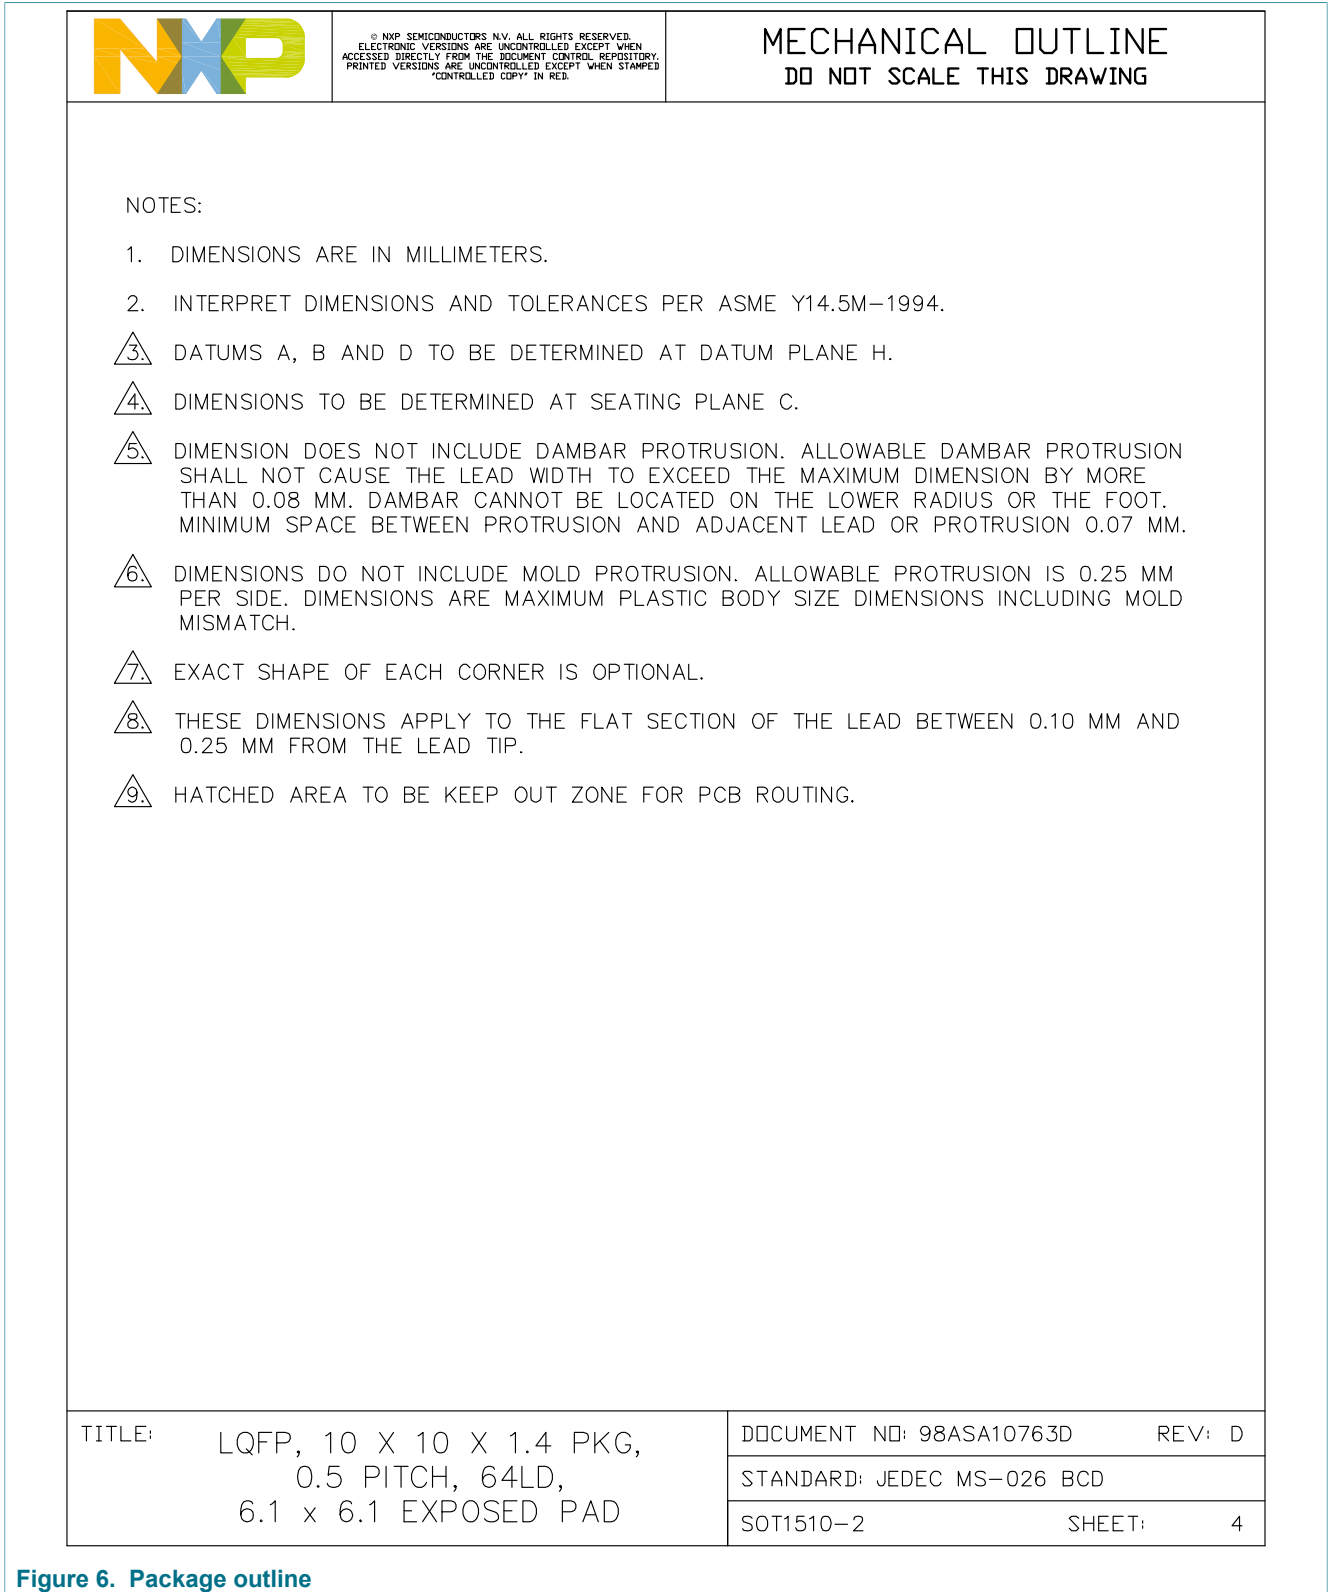 NXP
© NXP SEMICONDUCTORS N.V. ALL RIGHTS RESERVED.
ELECTRONIC VERSIONS ARE UNCONTROLLED EXCEPT WHEN
ACCESSED DIRECTLY FROM THE DOCUMENT CONTROL REPOSITORY.
PRINTED VERSIONS ARE UNCONTROLLED EXCEPT WHEN STAMPED
"CONTROLLED COPY" IN RED.
MECHANICAL OUTLINE
DO NOT SCALE THIS DRAWING
NOTES:
1. DIMENSIONS ARE IN MILLIMETERS.
2. INTERPRET DIMENSIONS AND TOLERANCES PER ASME Y14.5M-1994.
3. DATUMS A, B AND D TO BE DETERMINED AT DATUM PLANE H.
4. DIMENSIONS TO BE DETERMINED AT SEATING PLANE C.
5. DIMENSION DOES NOT INCLUDE DAMBAR PROTRUSION. ALLOWABLE DAMBAR PROTRUSION
SHALL NOT CAUSE THE LEAD WIDTH TO EXCEED THE MAXIMUM DIMENSION BY MORE
THAN 0.08 MM. DAMBAR CANNOT BE LOCATED ON THE LOWER RADIUS OR THE FOOT.
MINIMUM SPACE BETWEEN PROTRUSION AND ADJACENT LEAD OR PROTRUSION 0.07 MM.
6. DIMENSIONS DO NOT INCLUDE MOLD PROTRUSION. ALLOWABLE PROTRUSION IS 0.25 MM
PER SIDE. DIMENSIONS ARE MAXIMUM PLASTIC BODY SIZE DIMENSIONS INCLUDING MOLD
MISMATCH.
7. EXACT SHAPE OF EACH CORNER IS OPTIONAL.
8. THESE DIMENSIONS APPLY TO THE FLAT SECTION OF THE LEAD BETWEEN 0.10 MM AND
0.25 MM FROM THE LEAD TIP.
9. HATCHED AREA TO BE KEEP OUT ZONE FOR PCB ROUTING.
TITLE:
LQFP, 10 X 10 X 1.4 PKG,
0.5 PITCH, 64LD,
6.1 x 6.1 EXPOSED PAD
DOCUMENT NO: 98ASA10763D REV: D
STANDARD: JEDEC MS-026 BCD
SOT1510-2 SHEET: 4
Figure 6. Package outline